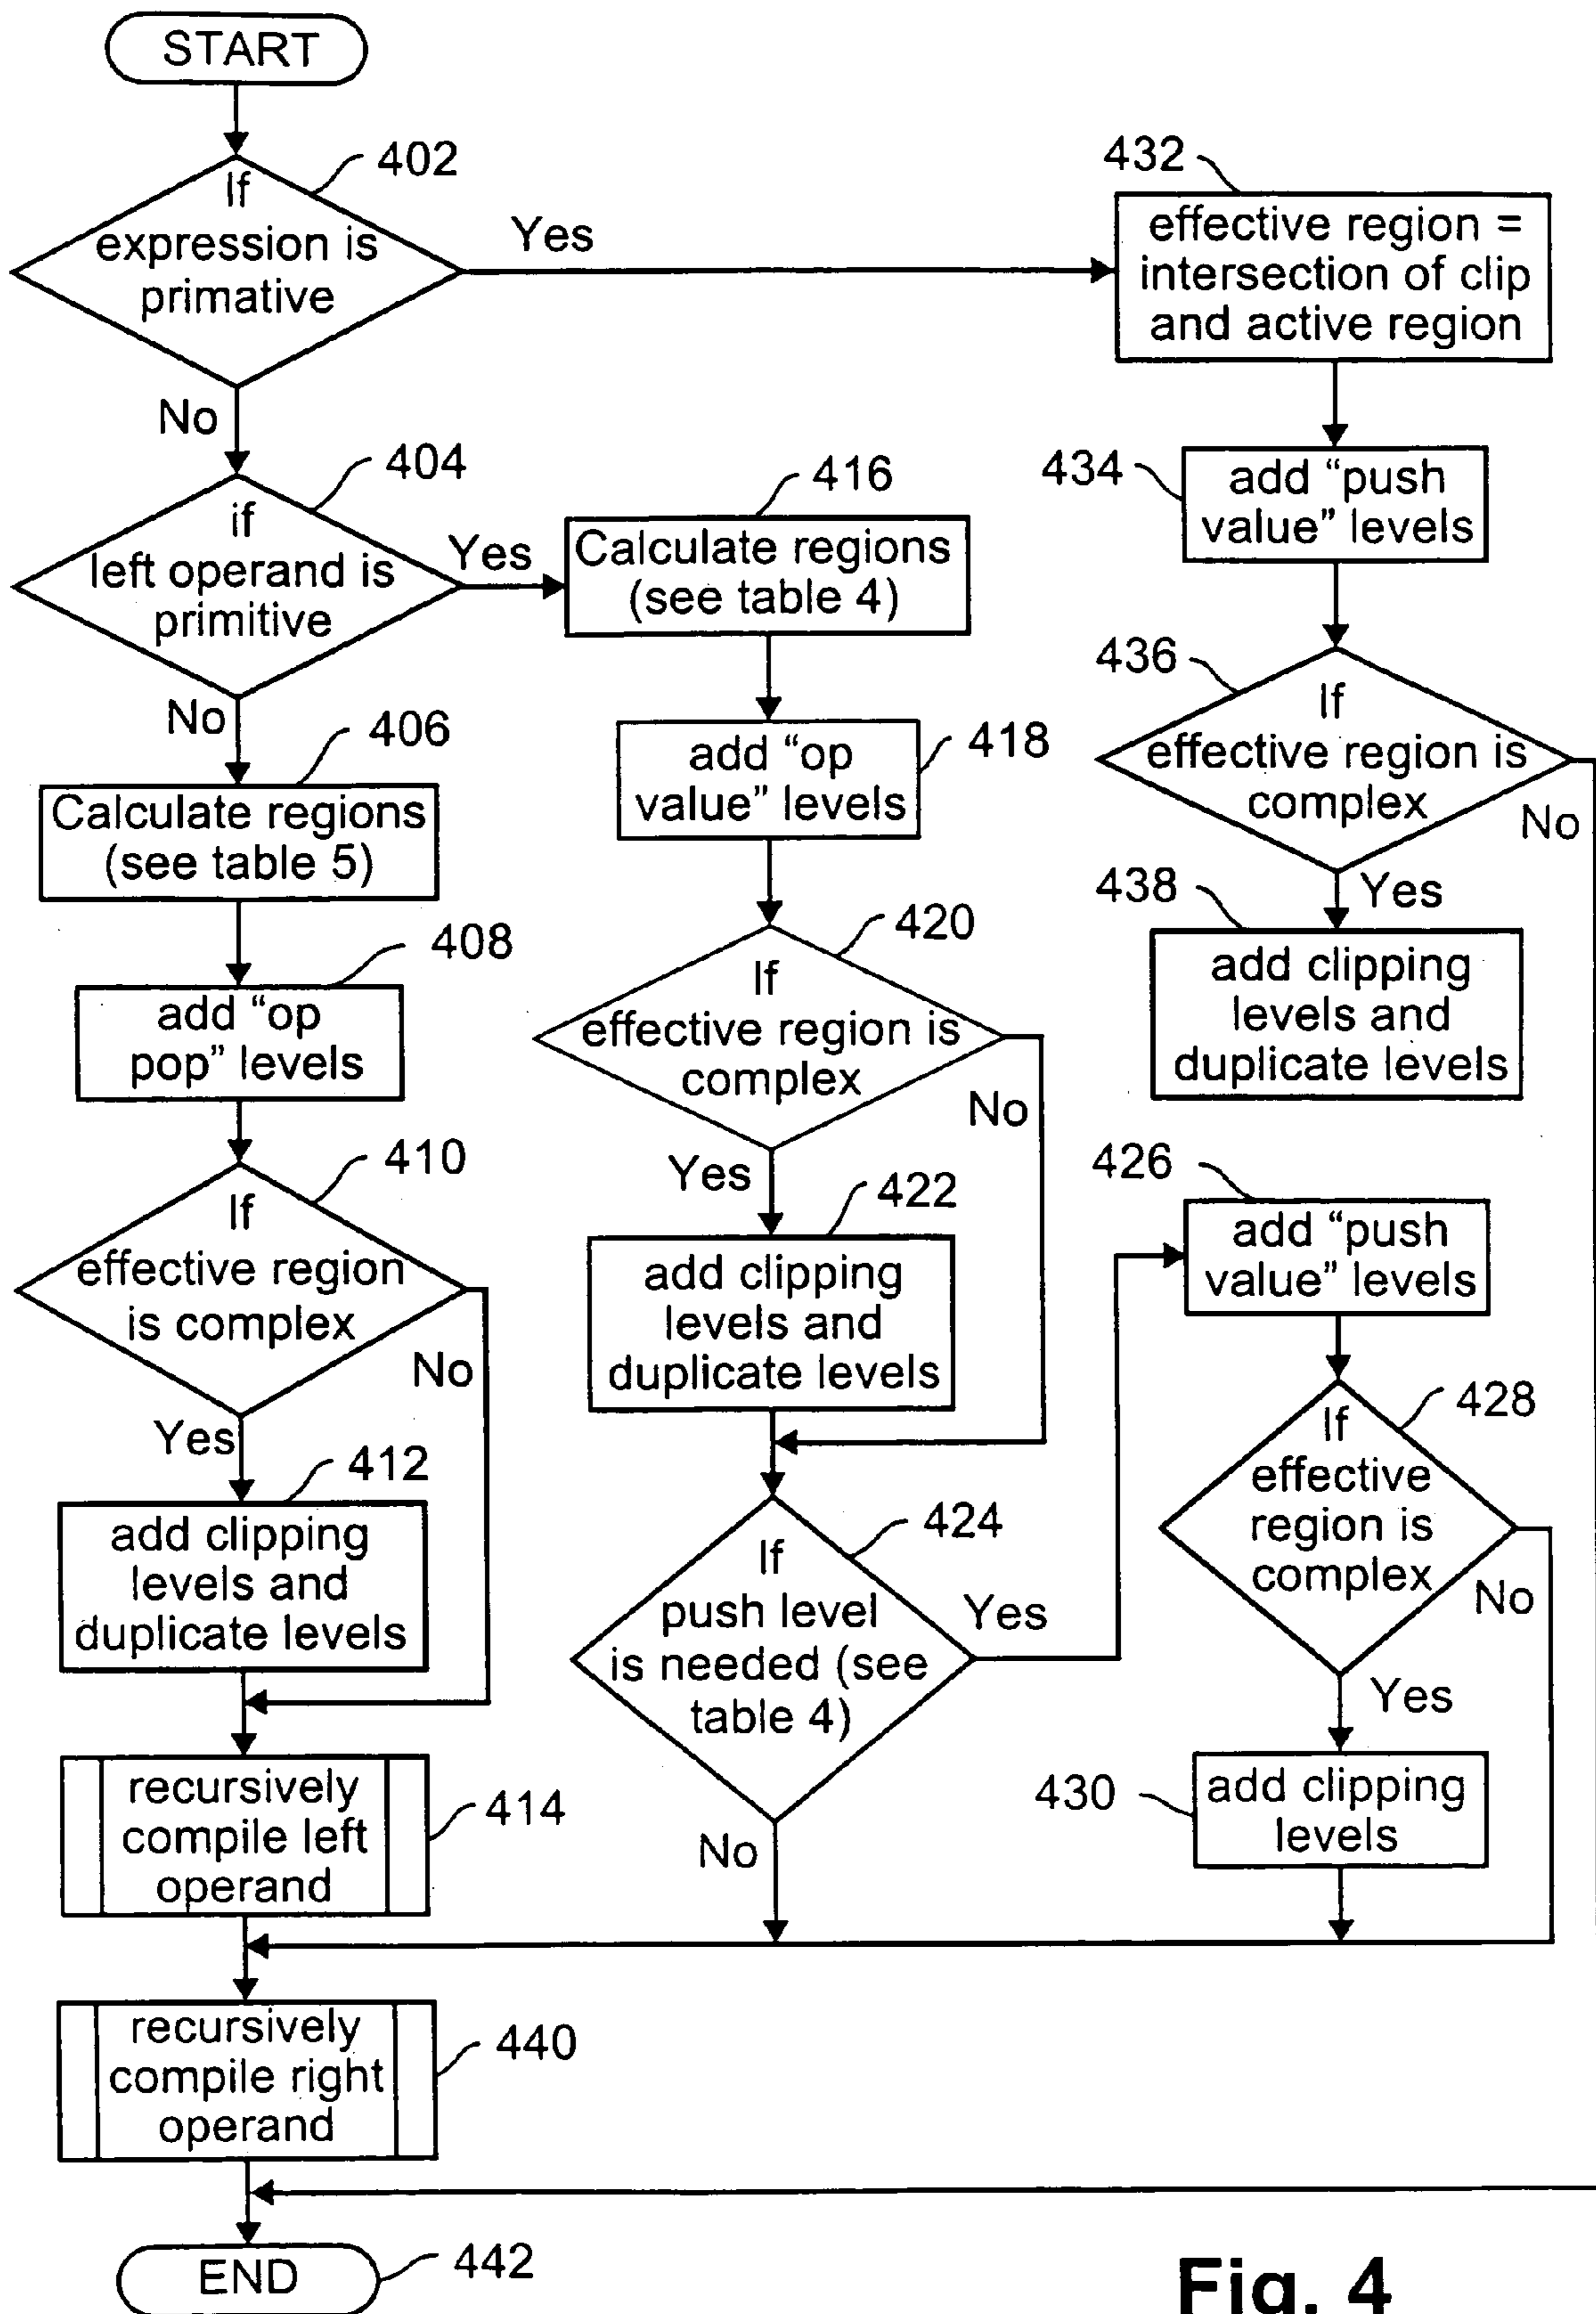 START
402
If
expression is
primative
Yes
No
432
effective region =
intersection of clip
and active region
404
if
left operand is
primitive
Yes
No
416
Calculate regions
(see table 4)
434
add “push
value” levels
406
Calculate regions
(see table 5)
418
add “op
value” levels
436
If
effective region is
complex
No
Yes
408
add “op
pop” levels
420
If
effective region is
complex
No
Yes
438
add clipping
levels and
duplicate levels
410
If
effective region
is complex
No
Yes
422
add clipping
levels and
duplicate levels
426
add “push
value” levels
412
add clipping
levels and
duplicate levels
424
If
push level
is needed (see
table 4)
Yes
No
428
If
effective
region is
complex
No
Yes
414
recursively
compile left
operand
430
add clipping
levels
440
recursively
compile right
operand
END
442
Fig. 4